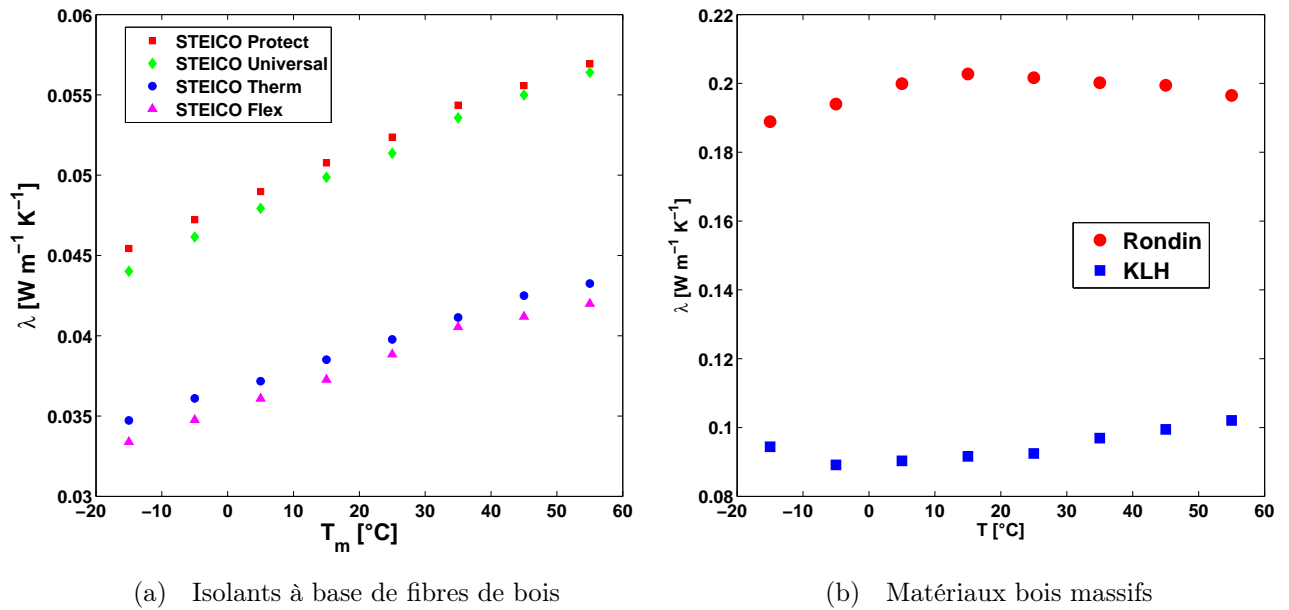 0.06
0.055
0.05
0.045
0.04
0.035
0.03
λ [W m⁻¹ K⁻¹]
STEICO Protect
STEICO Universal
STEICO Therm
STEICO Flex
−20 −10 0 10 20 30 40 50 60
T_m [°C]
(a) Isolants à base de fibres de bois
0.22
0.2
0.18
0.16
0.14
0.12
0.1
0.08
λ [W m⁻¹ K⁻¹]
Rondin
KLH
−20 −10 0 10 20 30 40 50 60
T [°C]
(b) Matériaux bois massifs